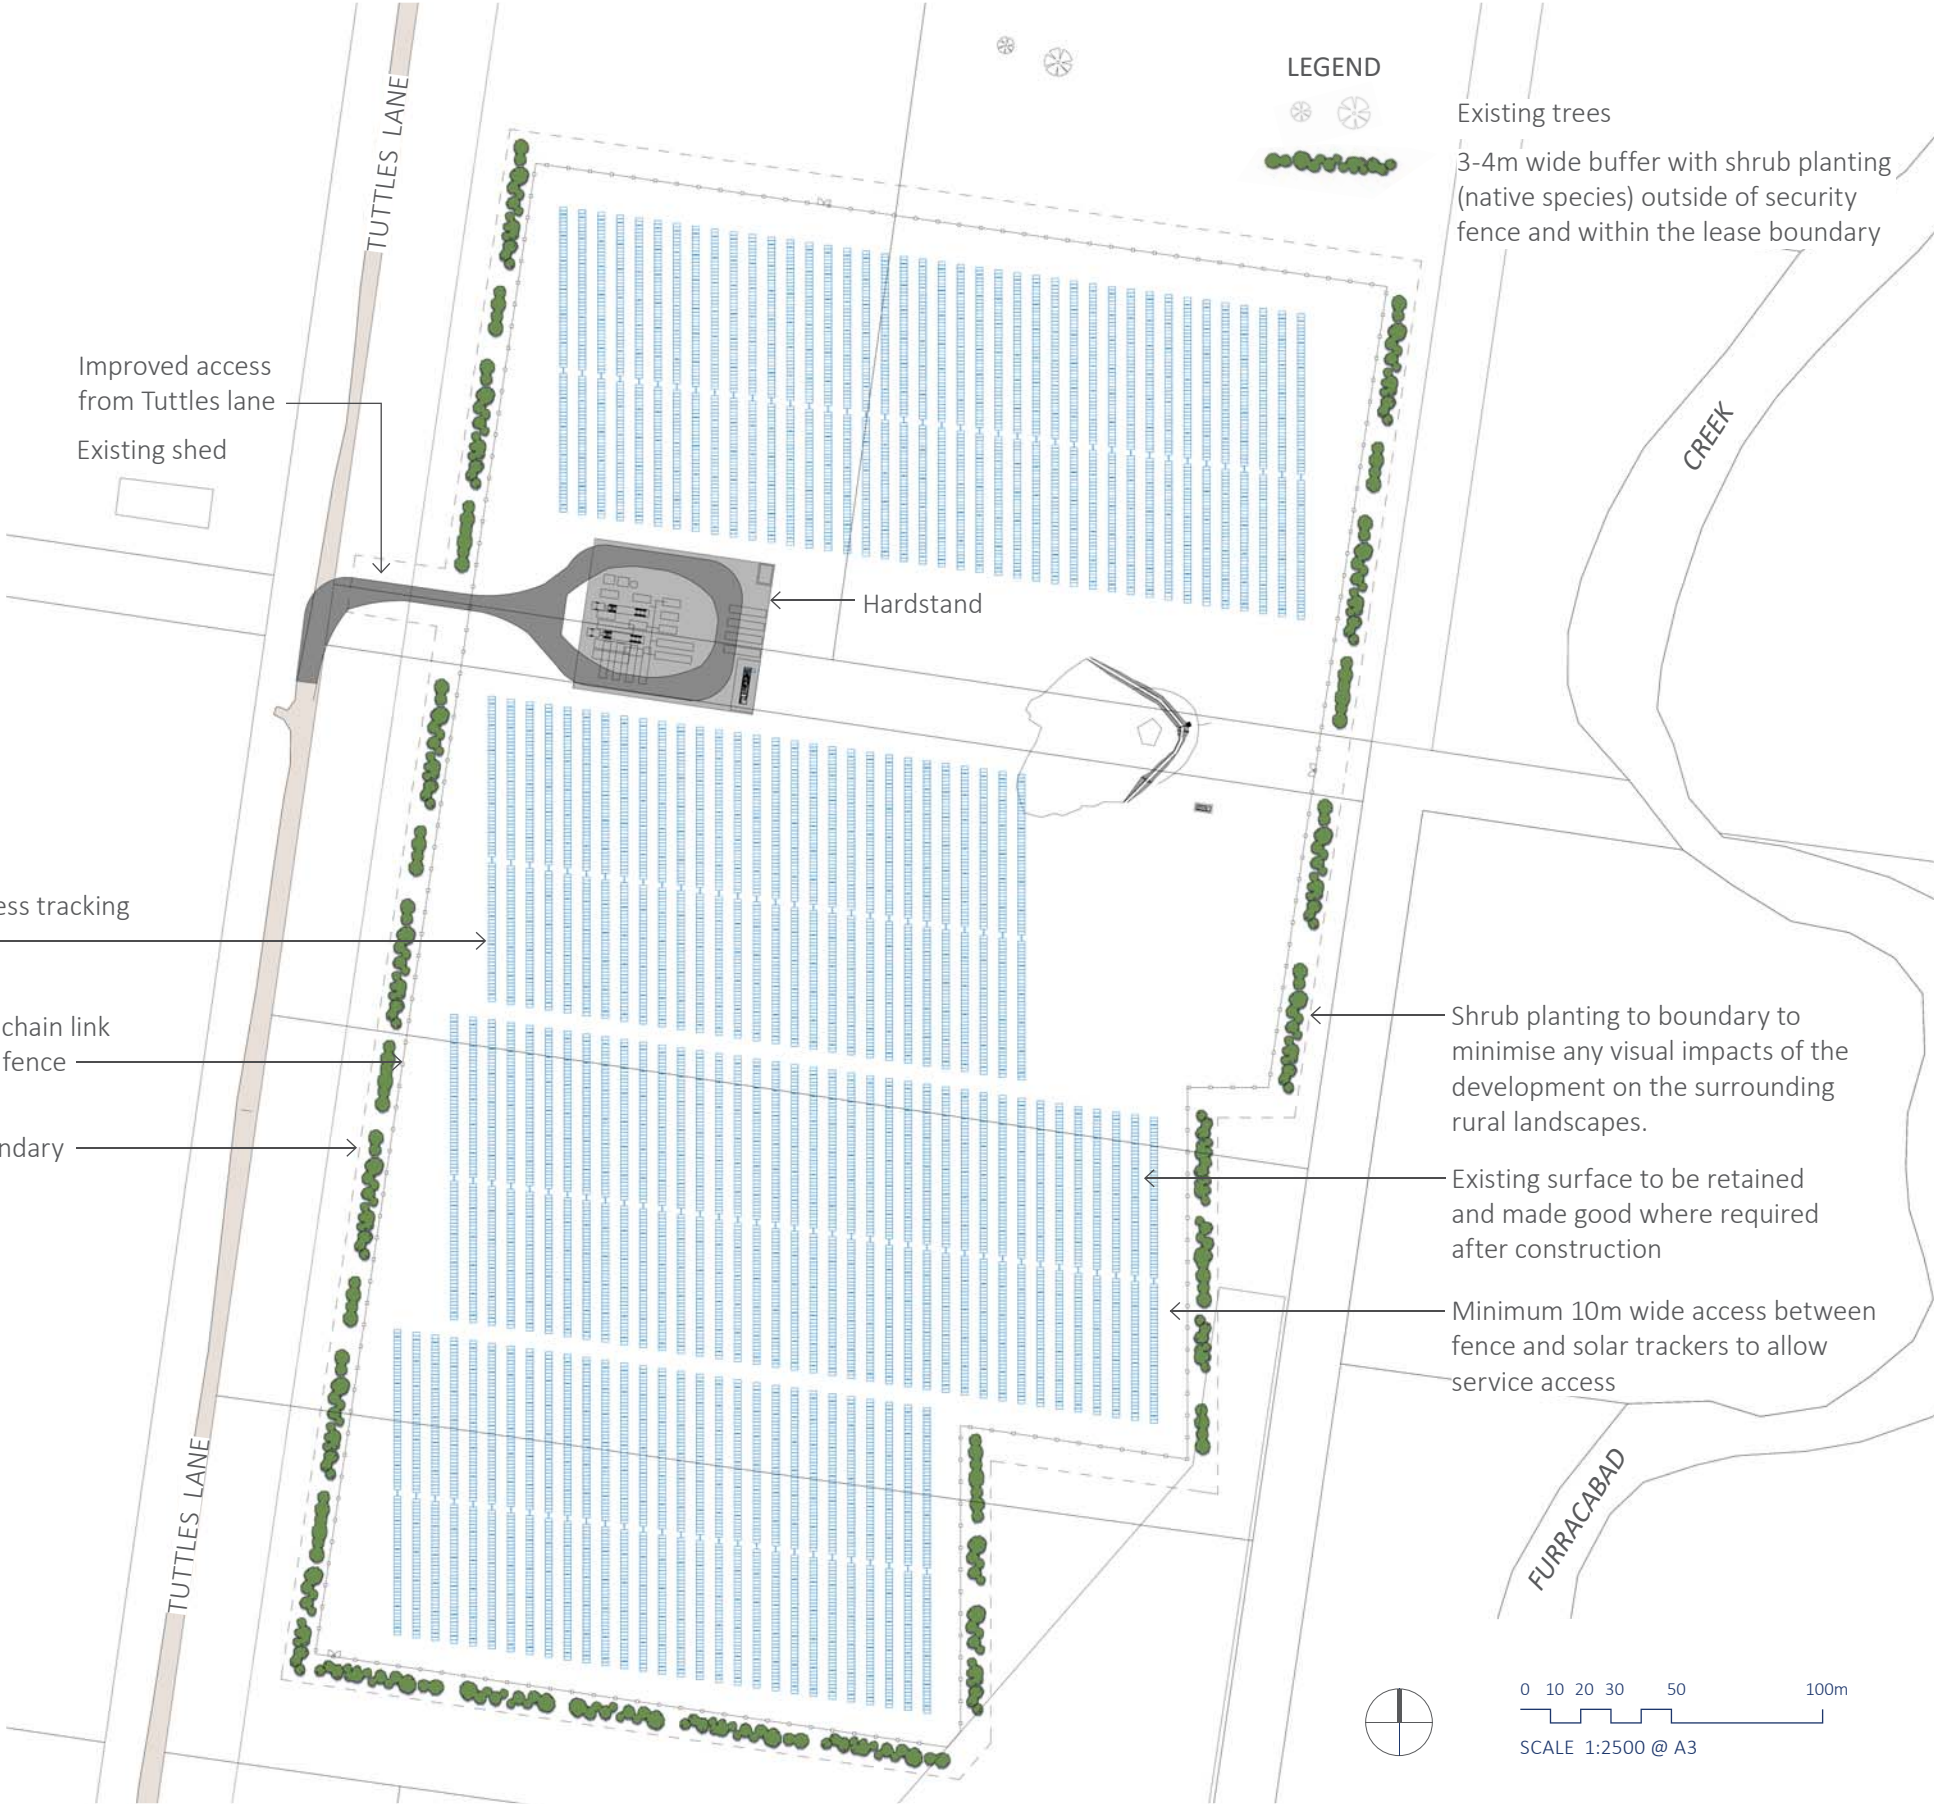 LEGEND
Existing trees
3-4m wide buffer with shrub planting
(native species) outside of security
fence and within the lease boundary
TUTTLES LANE
Improved access
from Tuttles lane
Existing shed
CREEK
Hardstand
ess tracking
chain link
fence
ndary
Shrub planting to boundary to
minimise any visual impacts of the
development on the surrounding
rural landscapes.
Existing surface to be retained
and made good where required
after construction
Minimum 10m wide access between
fence and solar trackers to allow
service access
TUTTLES LANE
FURRACABAD
0 10 20 30 50 100m
SCALE 1:2500 @ A3